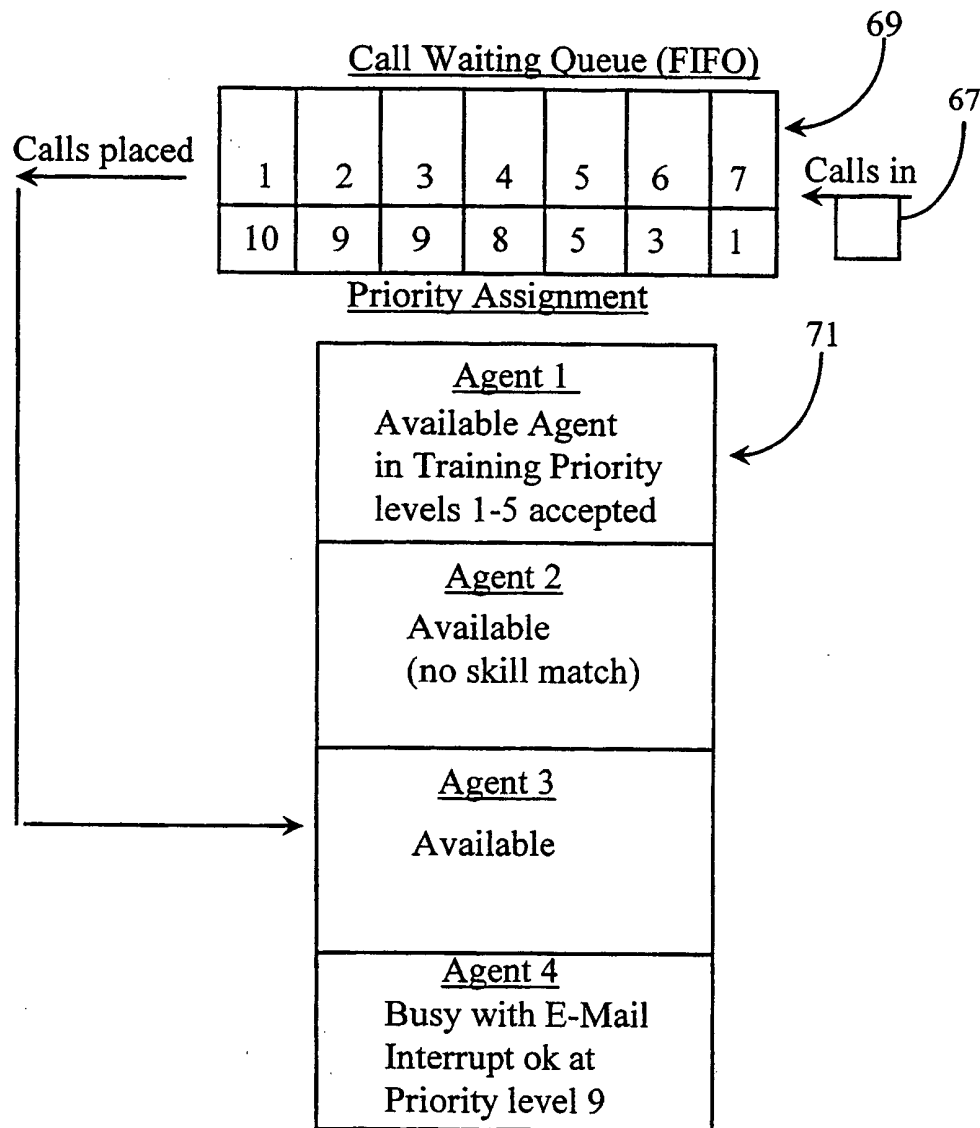 69
Call Waiting Queue (FIFO)
67
Calls placed
Calls in
1 2 3 4 5 6 7
10 9 9 8 5 3 1
Priority Assignment
71
Agent 1
Available Agent
in Training Priority
levels 1-5 accepted
Agent 2
Available
(no skill match)
Agent 3
Available
Agent 4
Busy with E-Mail
Interrupt ok at
Priority level 9